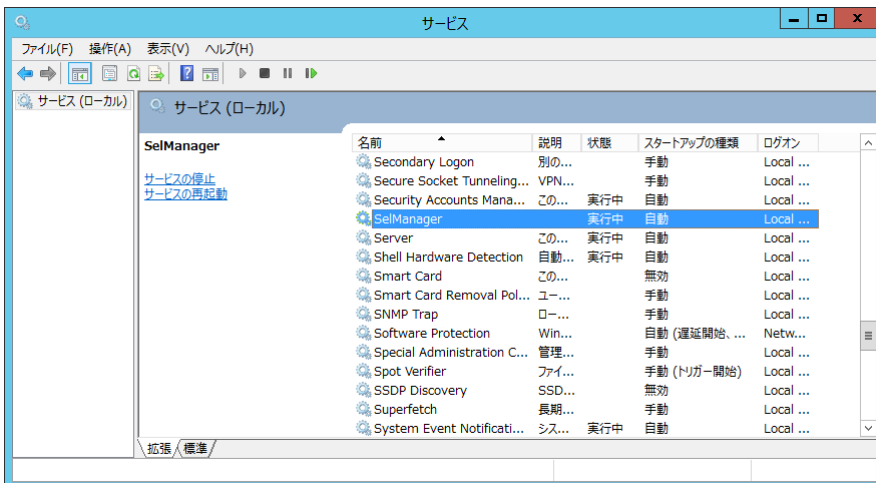 サービス
ファイル(F) 操作(A) 表示(V) ヘルプ(H)
サービス (ローカル)
サービス (ローカル)
SelManager
サービスの停止
サービスの再起動
名前 説明 状態 スタートアップの種類 ログオン
Secondary Logon 別の... 手動 Local ...
Secure Socket Tunneling... VPN... 手動 Local ...
Security Accounts Mana... この... 実行中 自動 Local ...
SelManager 実行中 自動 Local ...
Server この... 実行中 自動 Local ...
Shell Hardware Detection 自動... 実行中 自動 Local ...
Smart Card この... 無効 Local ...
Smart Card Removal Pol... ユー... 手動 Local ...
SNMP Trap ロー... 手動 Local ...
Software Protection Win... 自動 (遅延開始、... Netw...
Special Administration C... 管理... 手動 Local ...
Spot Verifier ファイ... 手動 (トリガー開始) Local ...
SSDP Discovery SSD... 無効 Local ...
Superfetch 長期... 手動 Local ...
System Event Notificati... シス... 実行中 自動 Local ...
拡張 標準